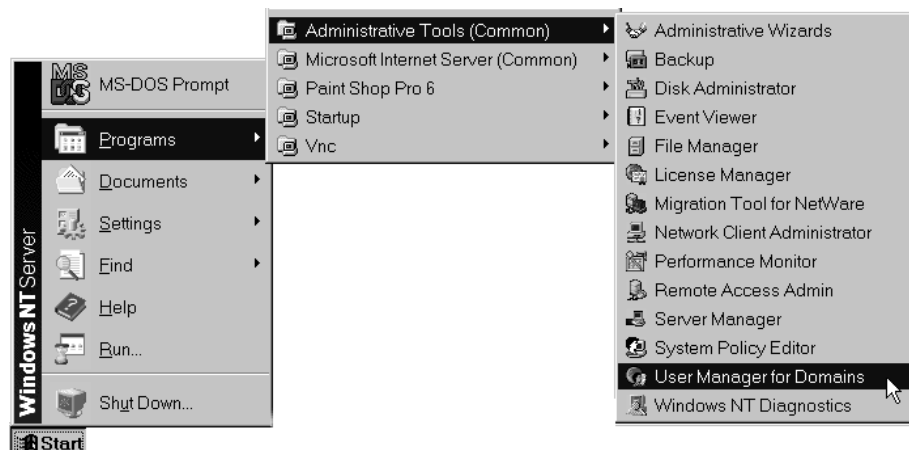 MS-DOS Prompt
Programs
Documents
Settings
Find
Help
Run...
Shut Down...
Windows NT Server
Start
Administrative Tools (Common)
Microsoft Internet Server (Common)
Paint Shop Pro 6
Startup
Vnc
Administrative Wizards
Backup
Disk Administrator
Event Viewer
File Manager
License Manager
Migration Tool for NetWare
Network Client Administrator
Performance Monitor
Remote Access Admin
Server Manager
System Policy Editor
User Manager for Domains
Windows NT Diagnostics